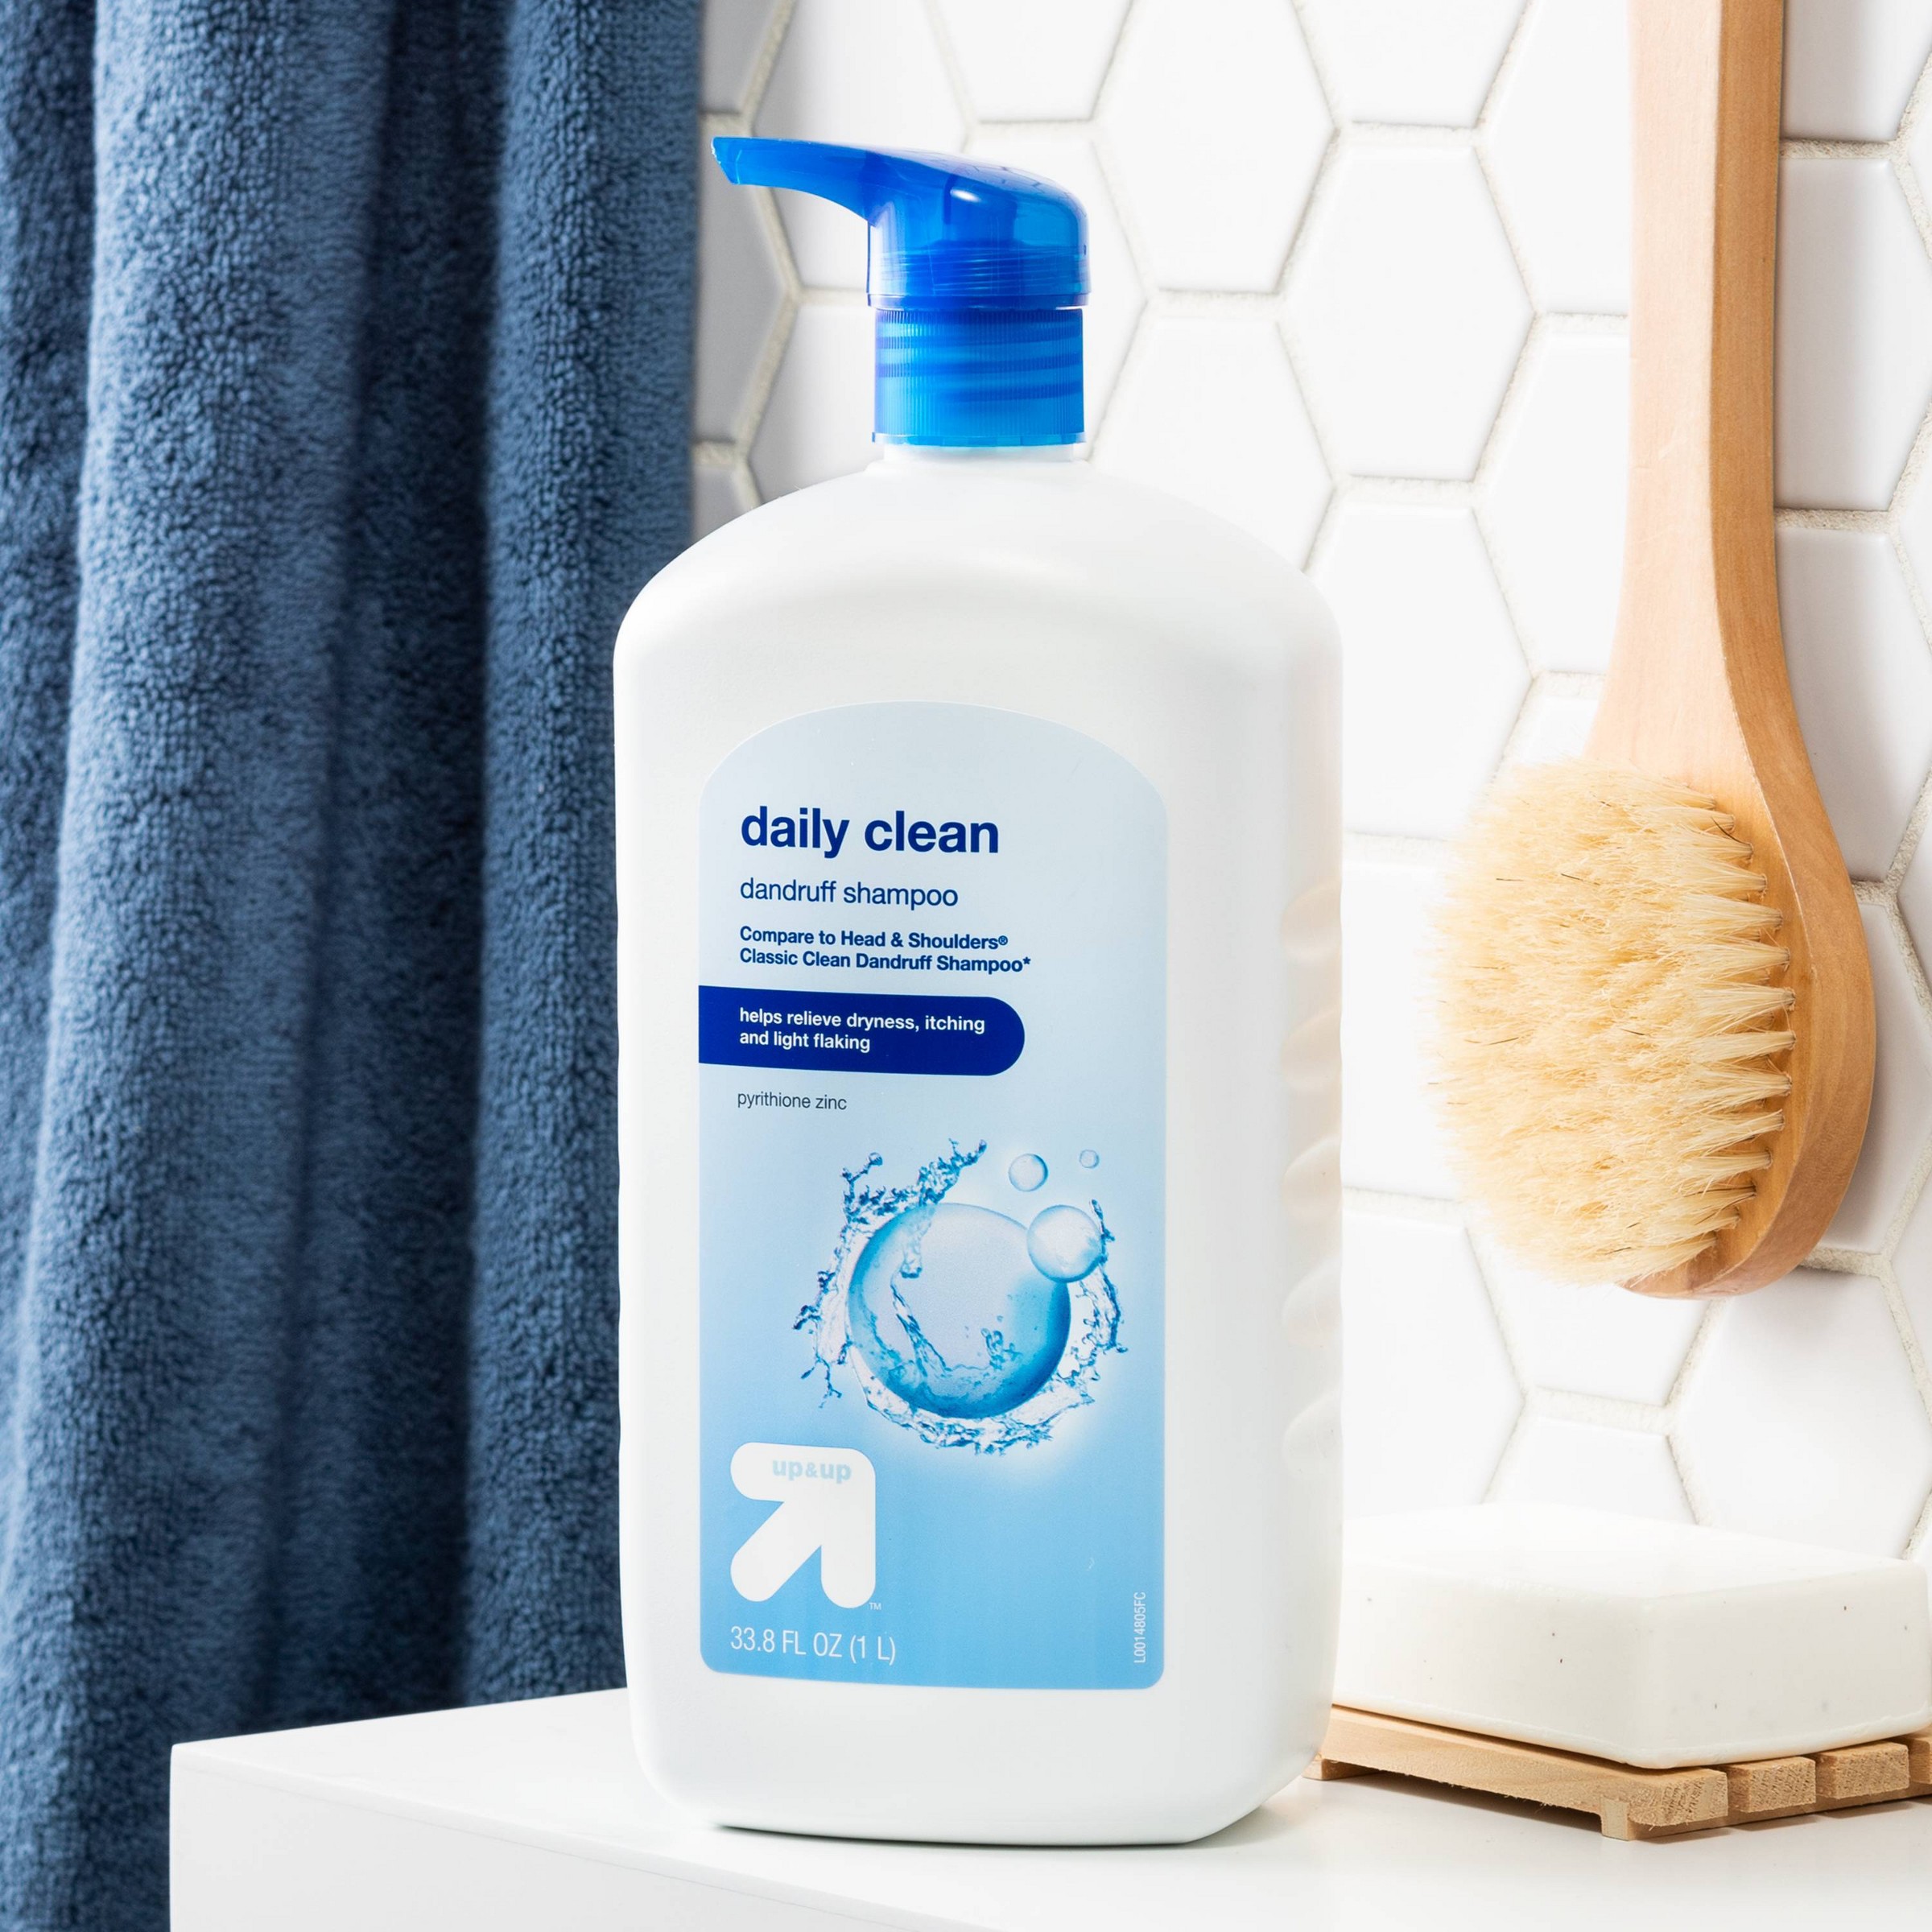 daily clean
dandruff shampoo
Compare to Head & Shoulders®
Classic Clean Dandruff Shampoo*
helps relieve dryness, itching
and light flaking
pyrithione zinc
up&up
TM
33.8 FL OZ (1 L)
L0014805FC